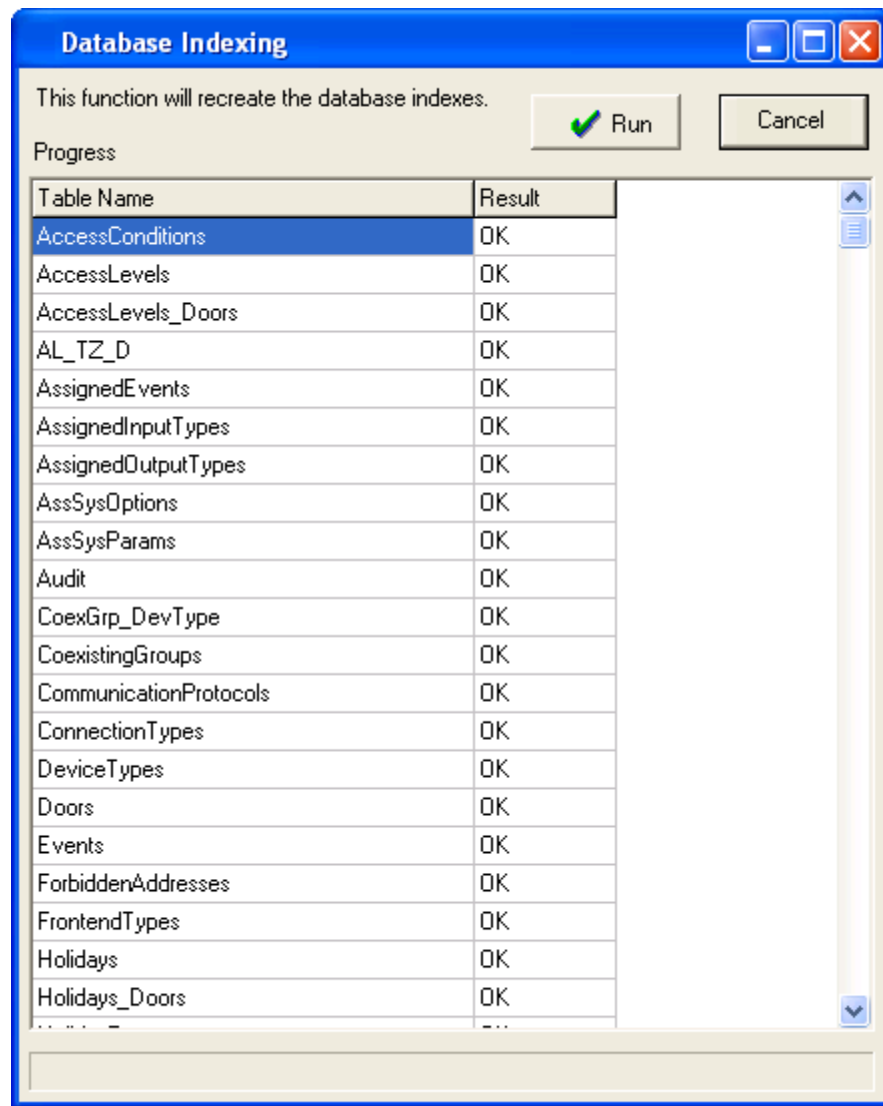 Database Indexing
This function will recreate the database indexes.
Run
Cancel
Progress
Table Name Result
AccessConditions OK
AccessLevels OK
AccessLevels_Doors OK
AL_TZ_D OK
AssignedEvents OK
AssignedInputTypes OK
AssignedOutputTypes OK
AssSysOptions OK
AssSysParams OK
Audit OK
CoexGrp_DevType OK
CoexistingGroups OK
CommunicationProtocols OK
ConnectionTypes OK
DeviceTypes OK
Doors OK
Events OK
ForbiddenAddresses OK
FrontendTypes OK
Holidays OK
Holidays_Doors OK